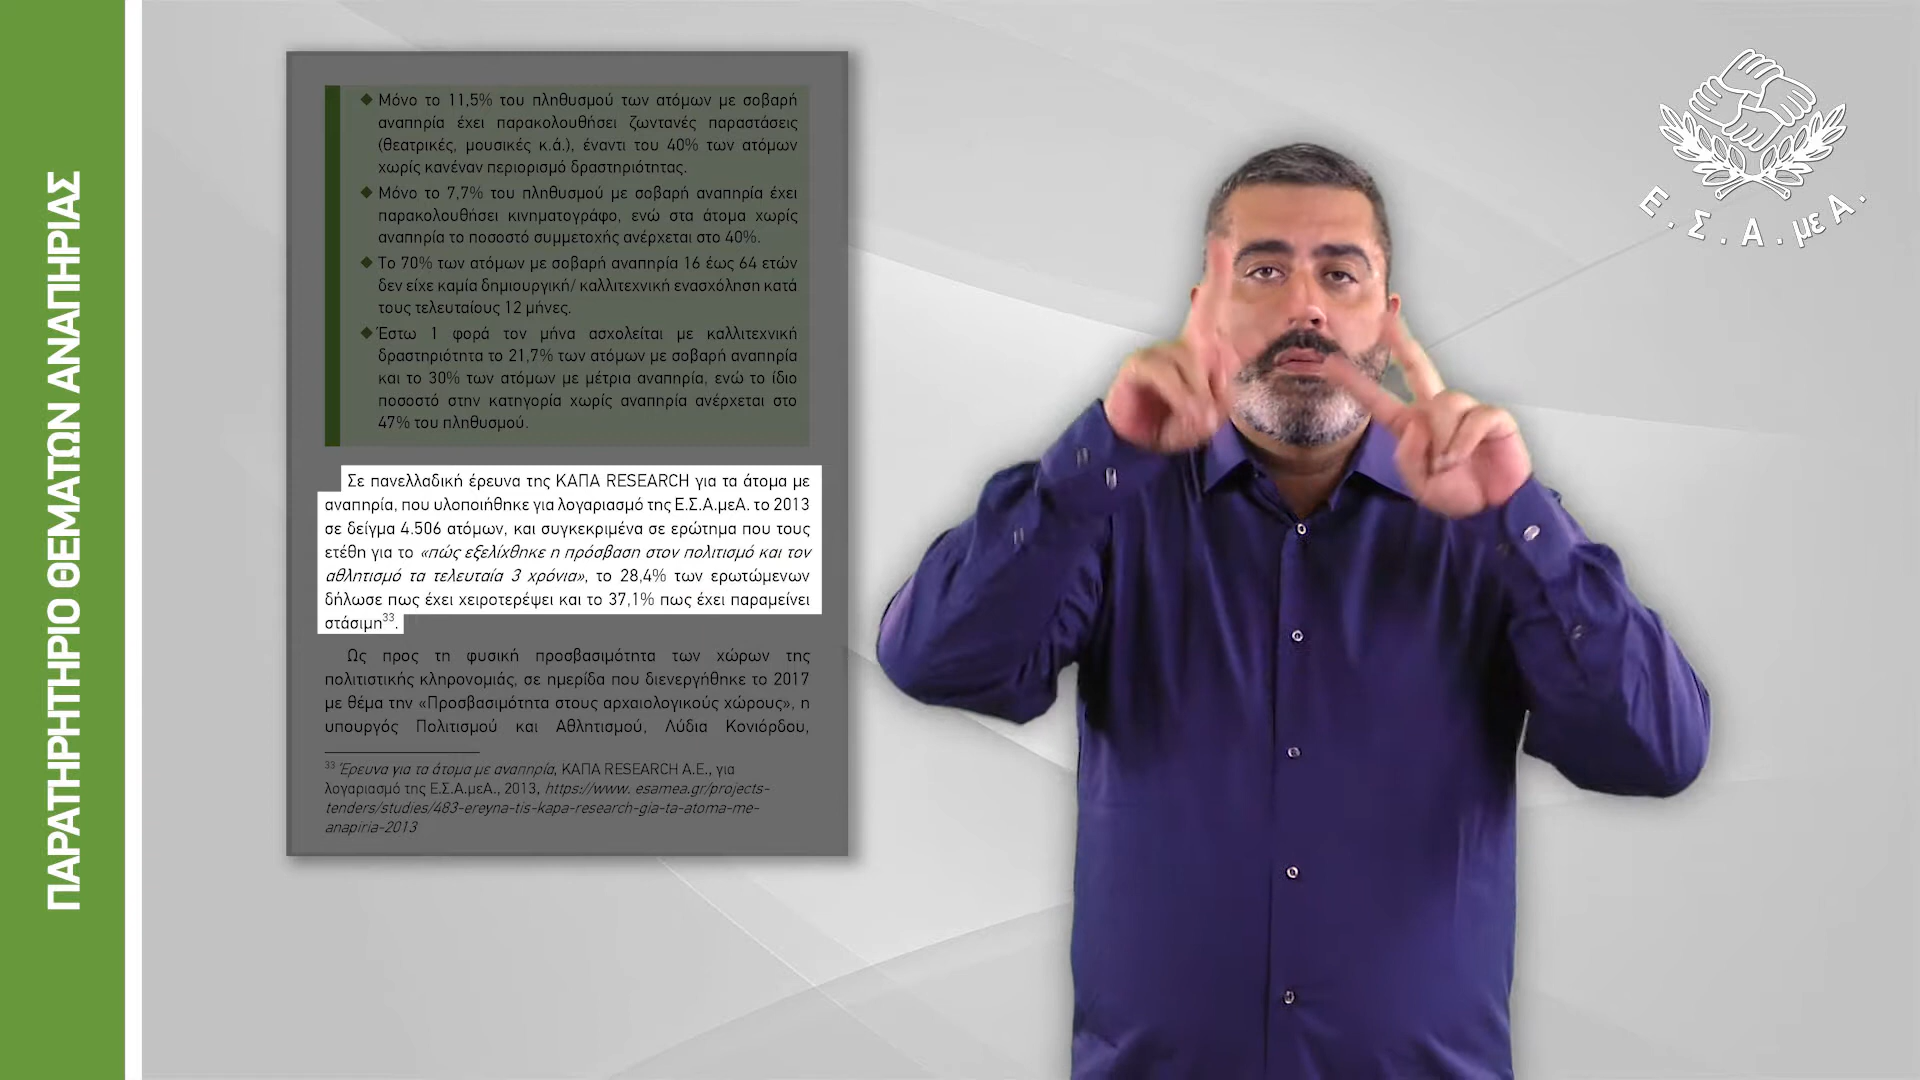 ΠΑΡΑΤΗΡΗΤΗΡΙΟ ΘΕΜΑΤΩΝ ΑΝΑΠΗΡΙΑΣ
◆ Μόνο το 11,5% του πληθυσμού των ατόμων με σοβαρή
αναπηρία έχει παρακολουθήσει ζωντανές παραστάσεις
(θεατρικές, μουσικές κ.ά.), έναντι του 40% των ατόμων
χωρίς κανέναν περιορισμό δραστηριότητας.
◆ Μόνο το 7,7% του πληθυσμού με σοβαρή αναπηρία έχει
παρακολουθήσει κινηματογράφο, ενώ στα άτομα χωρίς
αναπηρία το ποσοστό συμμετοχής ανέρχεται στο 40%.
◆ Το 70% των ατόμων με σοβαρή αναπηρία 16 έως 64 ετών
δεν είχε καμία δημιουργική/ καλλιτεχνική ενασχόληση κατά
τους τελευταίους 12 μήνες.
◆ Έστω 1 φορά τον μήνα ασχολείται με καλλιτεχνική
δραστηριότητα το 21,7% των ατόμων με σοβαρή αναπηρία
και το 30% των ατόμων με μέτρια αναπηρία, ενώ το ίδιο
ποσοστό στην κατηγορία χωρίς αναπηρία ανέρχεται στο
47% του πληθυσμού.
Σε πανελλαδική έρευνα της ΚΑΠΑ RESEARCH για τα άτομα με
αναπηρία, που υλοποιήθηκε για λογαριασμό της Ε.Σ.Α.μεΑ. το 2013
σε δείγμα 4.506 ατόμων, και συγκεκριμένα σε ερώτημα που τους
ετέθη για το «πώς εξελίχθηκε η πρόσβαση στον πολιτισμό και τον
αθλητισμό τα τελευταία 3 χρόνια», το 28,4% των ερωτώμενων
δήλωσε πως έχει χειροτερέψει και το 37,1% πως έχει παραμείνει
στάσιμη33.
Ως προς τη φυσική προσβασιμότητα των χώρων της
πολιτιστικής κληρονομιάς, σε ημερίδα που διενεργήθηκε το 2017
με θέμα την «Προσβασιμότητα στους αρχαιολογικούς χώρους», η
υπουργός Πολιτισμού και Αθλητισμού, Λύδια Κονιόρδου,
33 Έρευνα για τα άτομα με αναπηρία, ΚΑΠΑ RESEARCH Α.Ε., για
λογαριασμό της Ε.Σ.Α.μεΑ., 2013, https://www. esamea.gr/projects-
tenders/studies/483-ereyna-tis-kapa-research-gia-ta-atoma-me-
anapiria-2013
Ε.Σ.Α.μεΑ.